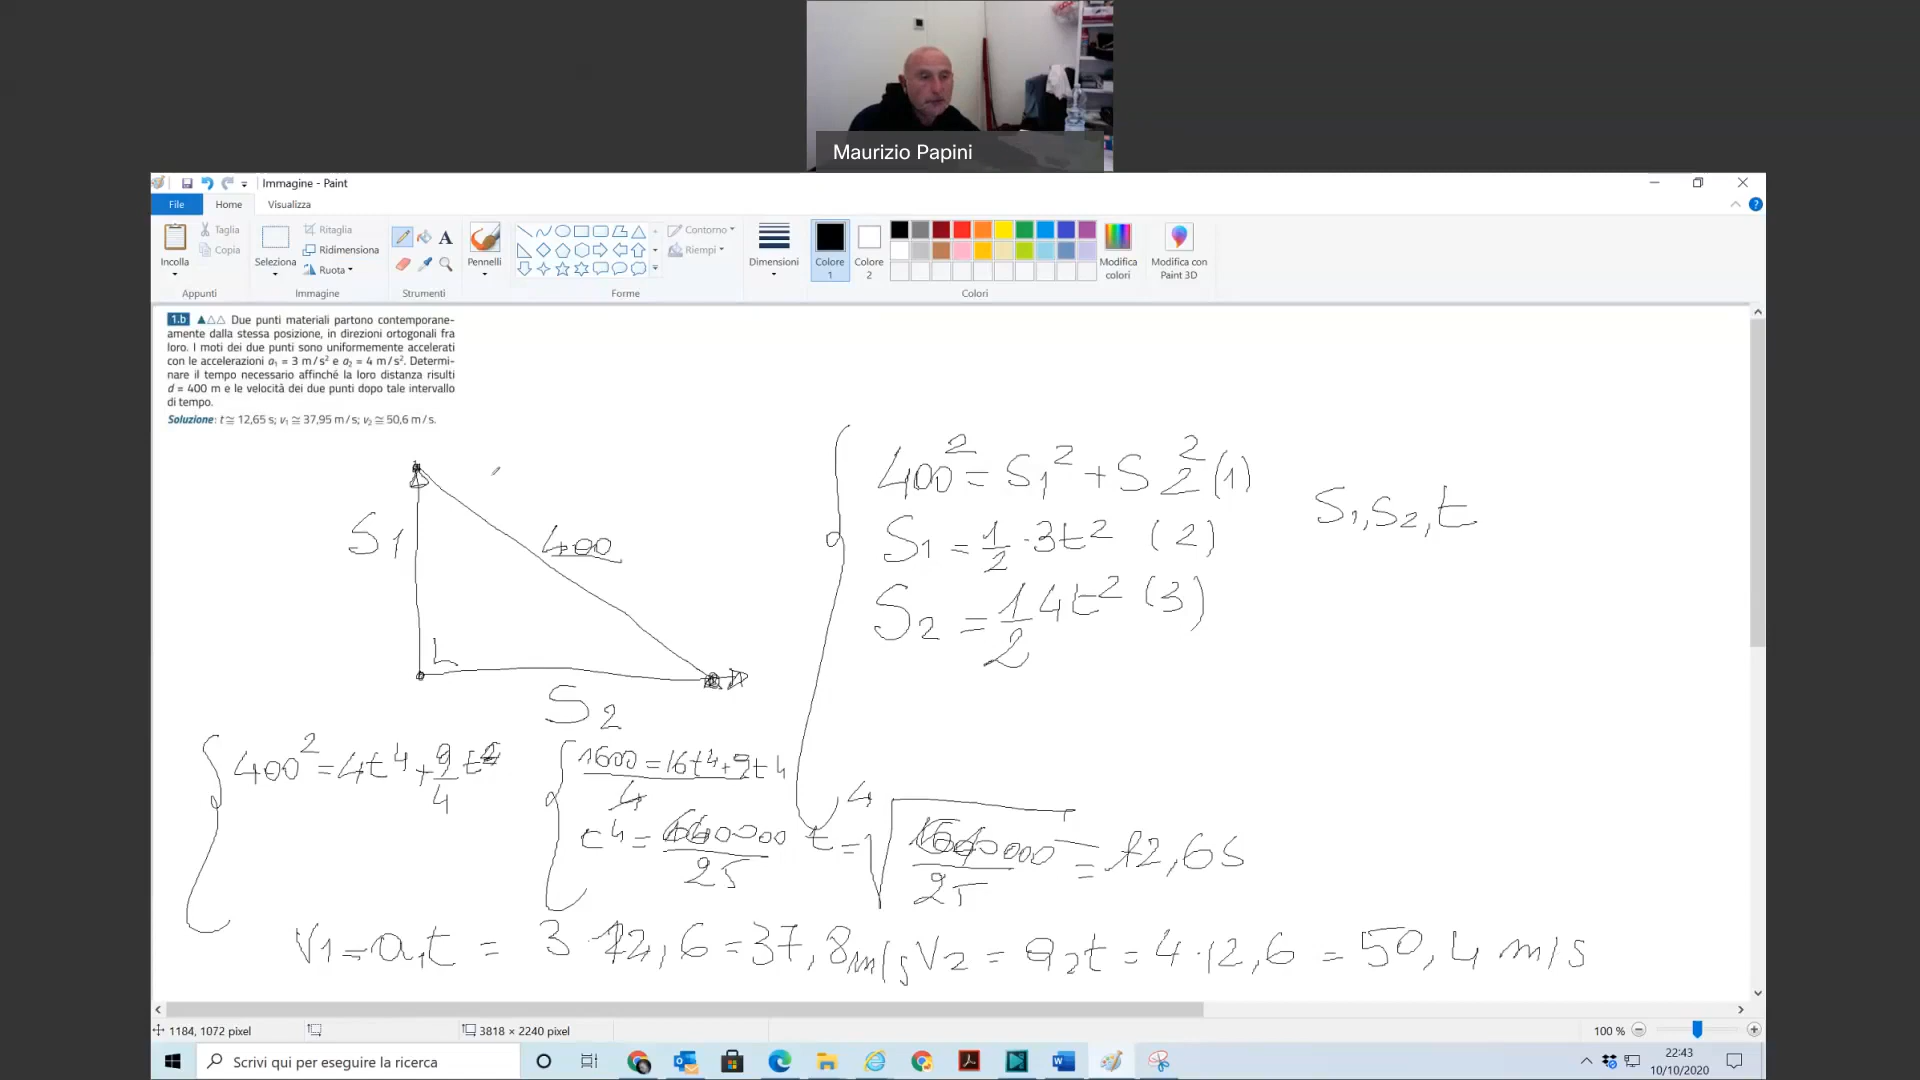 Maurizio Papini
Immagine - Paint
File Home Visualizza
Incolla Taglia Copia
Seleziona Ritaglia Ridimensiona Ruota
Pennelli
Contorno Riempi
Dimensioni
Colore 1 Colore 2
Modifica colori
Modifica con Paint 3D
Appunti Immagine Strumenti Forme Colori
1.b ▲△△ Due punti materiali partono contemporane-
amente dalla stessa posizione, in direzioni ortogonali fra
loro. I moti dei due punti sono uniformemente accelerati
con le accelerazioni a₁ = 3 m/s² e a₂ = 4 m/s². Determi-
nare il tempo necessario affinché la loro distanza risulti
d = 400 m e le velocità dei due punti dopo tale intervallo
di tempo.
Soluzione: t ≅ 12,65 s; v₁ ≅ 37,95 m/s; v₂ ≅ 50,6 m/s.
S1
400
S2
400² = S1² + S2² (1)
S1 = 1/2 · 3t² (2)
S2 = 1/2 4t² (3)
S1, S2, t
400² = 4t⁴ + 9/4 t⁴
1600 = 16t⁴ + 9t⁴
4
t⁴ = 640000/25
t = ⁴√
25
= 12,6 s
V1 = a1t = 3 · 12,6 = 37,8 m/s V2 = a2t = 4 · 12,6 = 50,4 m/s
1184, 1072 pixel
3818 × 2240 pixel
100 %
Scrivi qui per eseguire la ricerca
22:43
10/10/2020